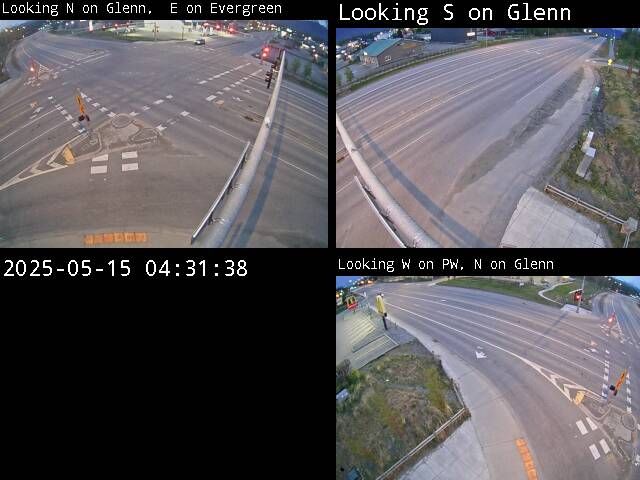 Looking N on Glenn,  E on Evergreen
Looking S on Glenn
2025-05-15 04:31:38
Looking W on PW, N on Glenn